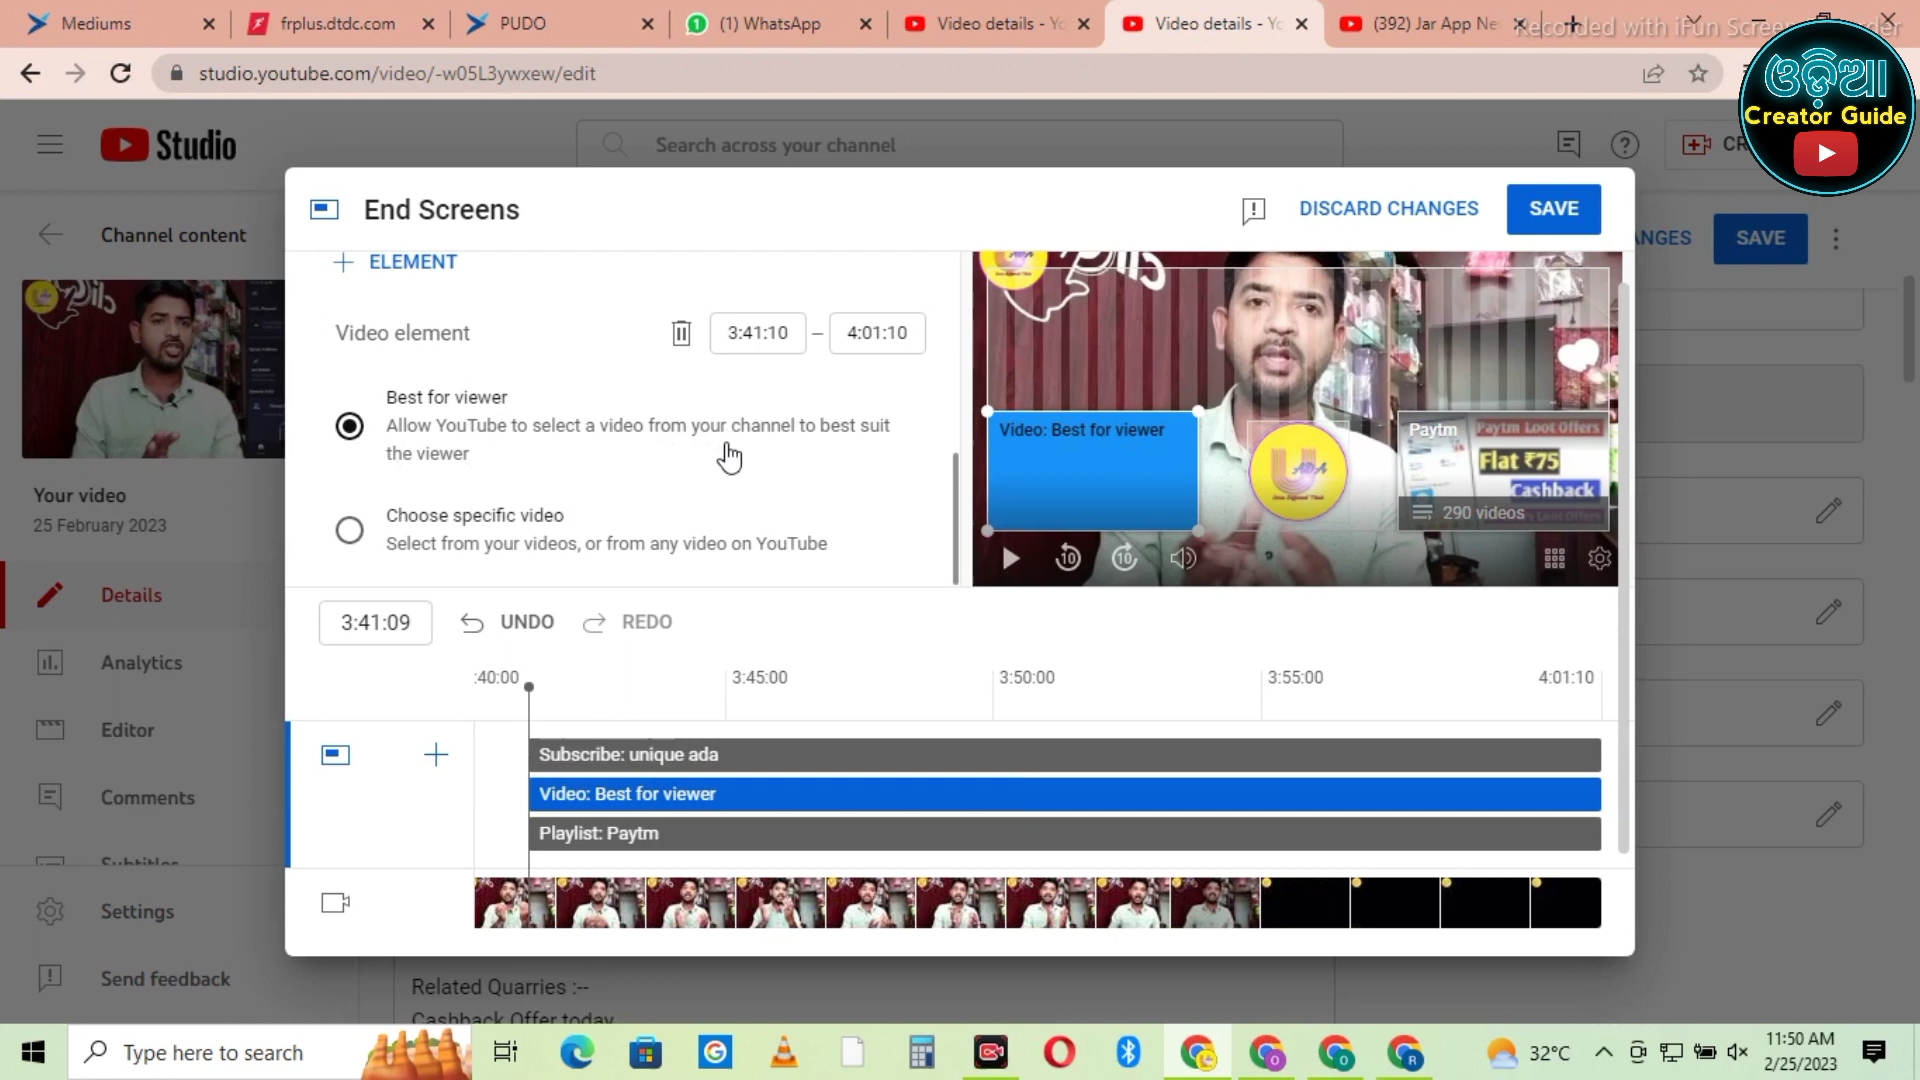 Mediums
frplus.dtdc.com
PUDO
(1) WhatsApp
Video details - Yo
Video details - Yo
(392) Jar App Ne
studio.youtube.com/video/-w05L3ywxew/edit
ଓଡ଼ିଆ
Creator Guide
Studio
Search across your channel
End Screens
DISCARD CHANGES
SAVE
Channel content
SAVE
ELEMENT
Video element
3:41:10
–
4:01:10
Best for viewer
Allow YouTube to select a video from your channel to best suit
the viewer
Choose specific video
Select from your videos, or from any video on YouTube
Video: Best for viewer
Paytm
Paytm Loot Offers
Flat ₹75
Cashback
290 videos
Your video
25 February 2023
Details
Analytics
Editor
Comments
Subtitles
Settings
Send feedback
3:41:09
UNDO
REDO
:40:00
3:45:00
3:50:00
3:55:00
4:01:10
Subscribe: unique ada
Video: Best for viewer
Playlist: Paytm
Related Quarries :--
Cashback Offer today
Type here to search
32°C
11:50 AM
2/25/2023